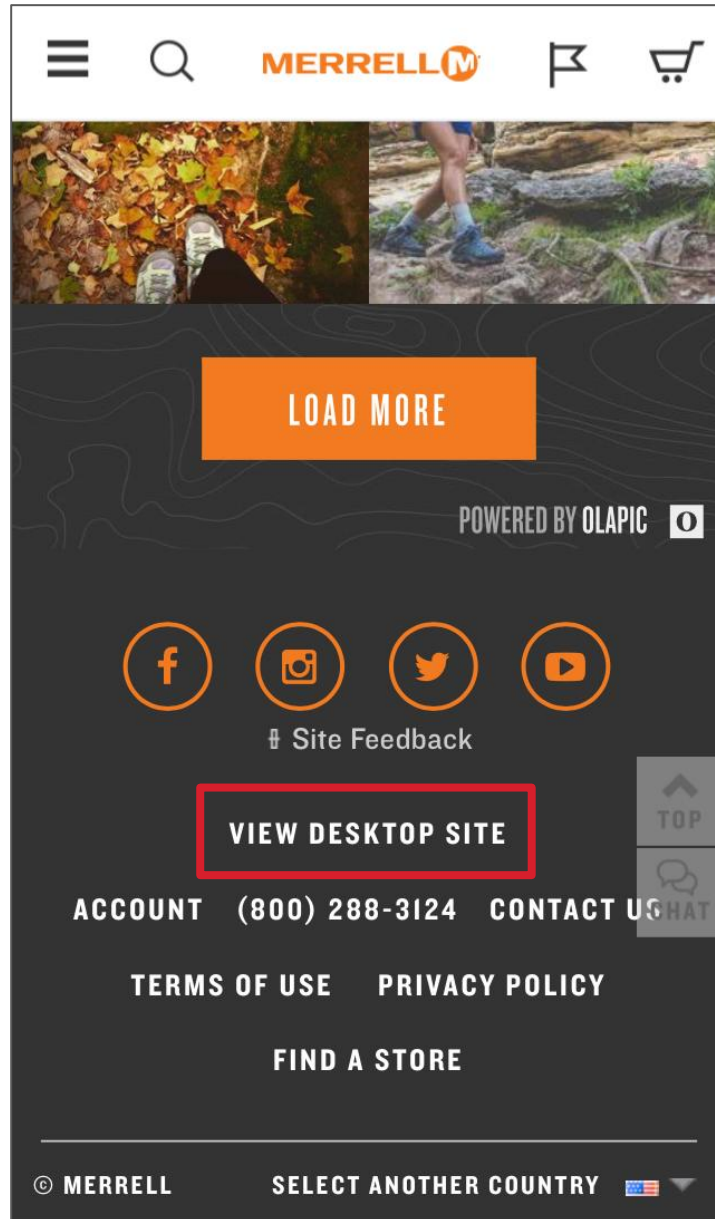 MERRELL
LOAD MORE
POWERED BY OLAPIC O
Site Feedback
VIEW DESKTOP SITE
TOP
ACCOUNT (800) 288-3124 CONTACT US
CHAT
TERMS OF USE PRIVACY POLICY
FIND A STORE
© MERRELL SELECT ANOTHER COUNTRY